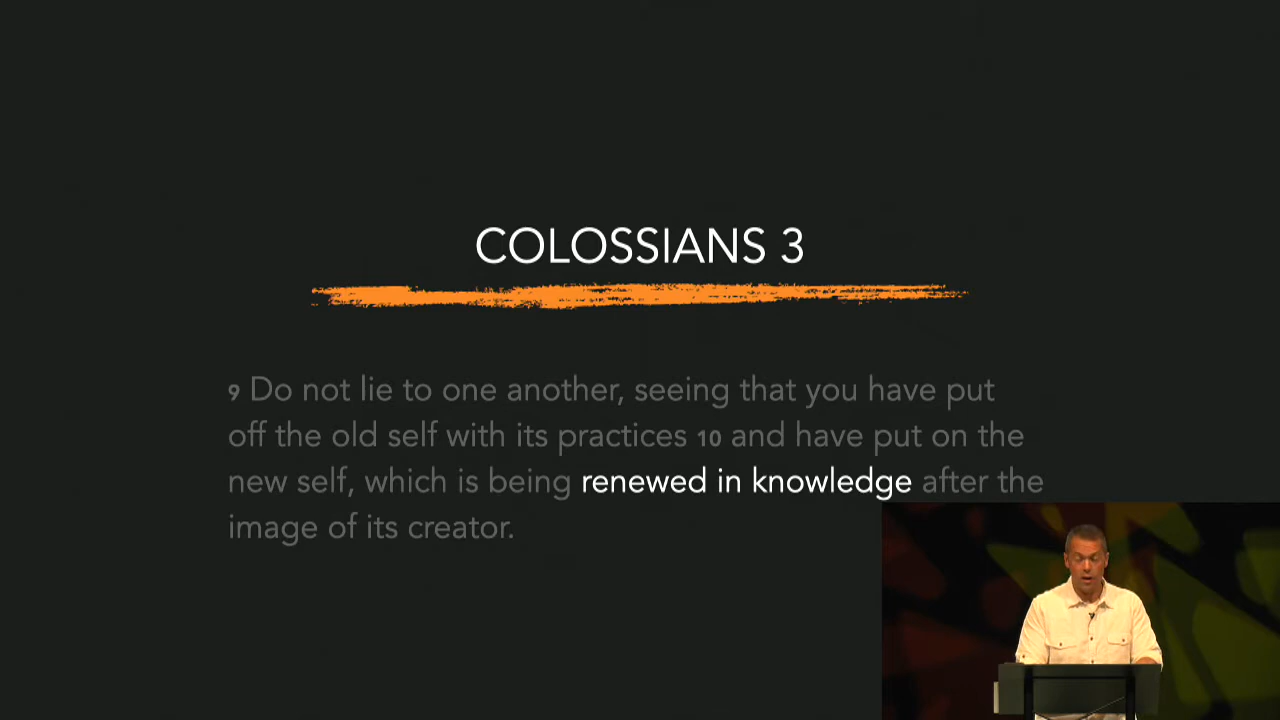 COLOSSIANS 3
9 Do not lie to one another, seeing that you have put
off the old self with its practices 10 and have put on the
new self, which is being renewed in knowledge after the
image of its creator.